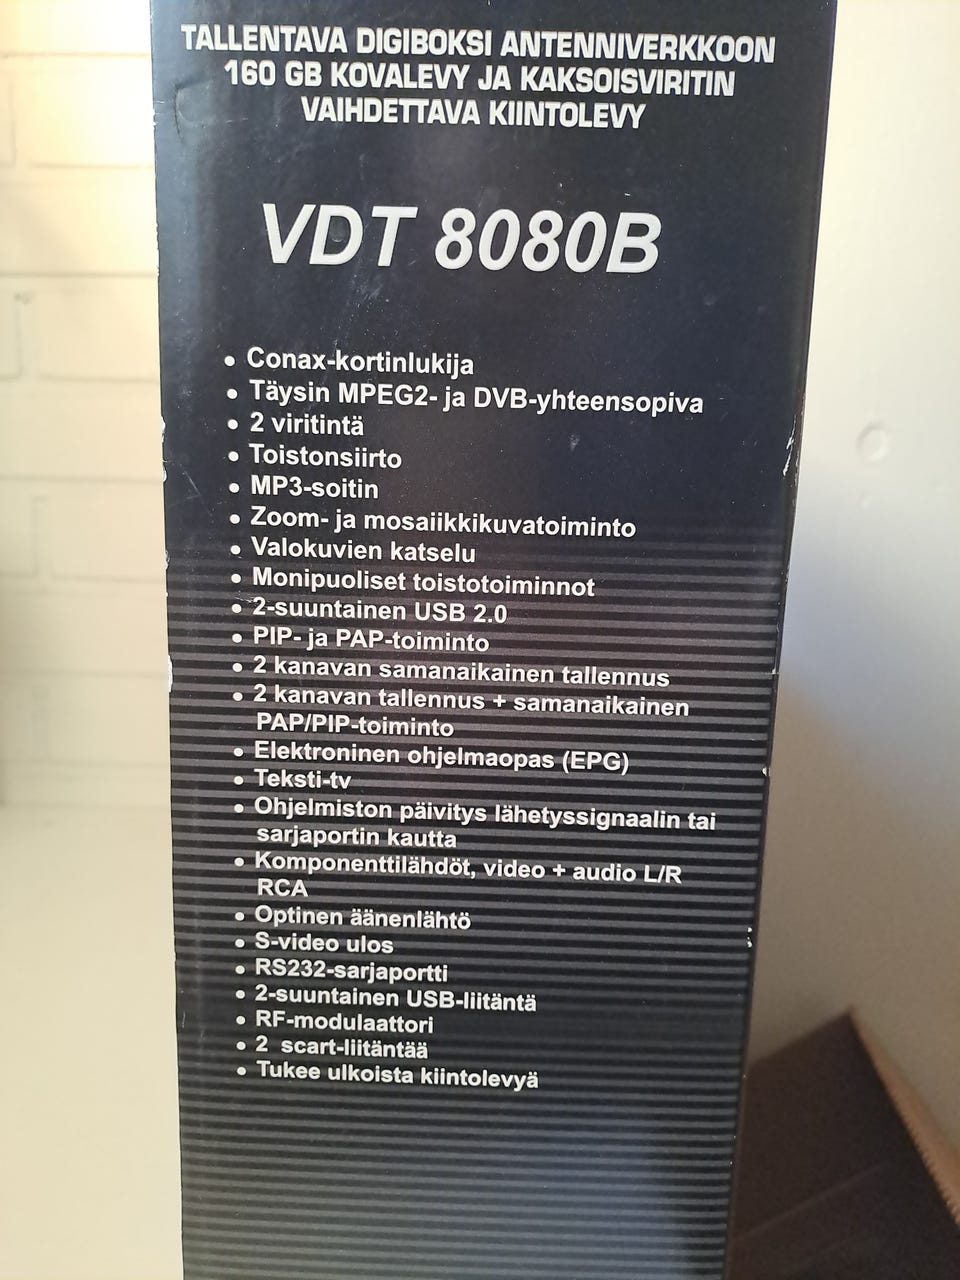 TALLENTAVA DIGIBOKSI ANTENNIVERKKOON
160 GB KOVALEVY JA KAKSOISVIRITIN
VAIHDETTAVA KIINTOLEVY
VDT 8080B
• Conax-kortinlukija
• Täysin MPEG2- ja DVB-yhteensopiva
• 2 viritintä
• Toistonsiirto
• MP3-soitin
• Zoom- ja mosaiikkikuvatoiminto
• Valokuvien katselu
• Monipuoliset toistotoiminnot
• 2-suuntainen USB 2.0
• PIP- ja PAP-toiminto
• 2 kanavan samanaikainen tallennus
• 2 kanavan tallennus + samanaikainen
PAP/PIP-toiminto
• Elektroninen ohjelmaopas (EPG)
• Teksti-tv
• Ohjelmiston päivitys lähetyssignaalin tai
sarjaportin kautta
• Komponenttilähdöt, video + audio L/R
RCA
• Optinen äänenlähtö
• S-video ulos
• RS232-sarjaportti
• 2-suuntainen USB-liitäntä
• RF-modulaattori
• 2 scart-liitäntää
• Tukee ulkoista kiintolevyä